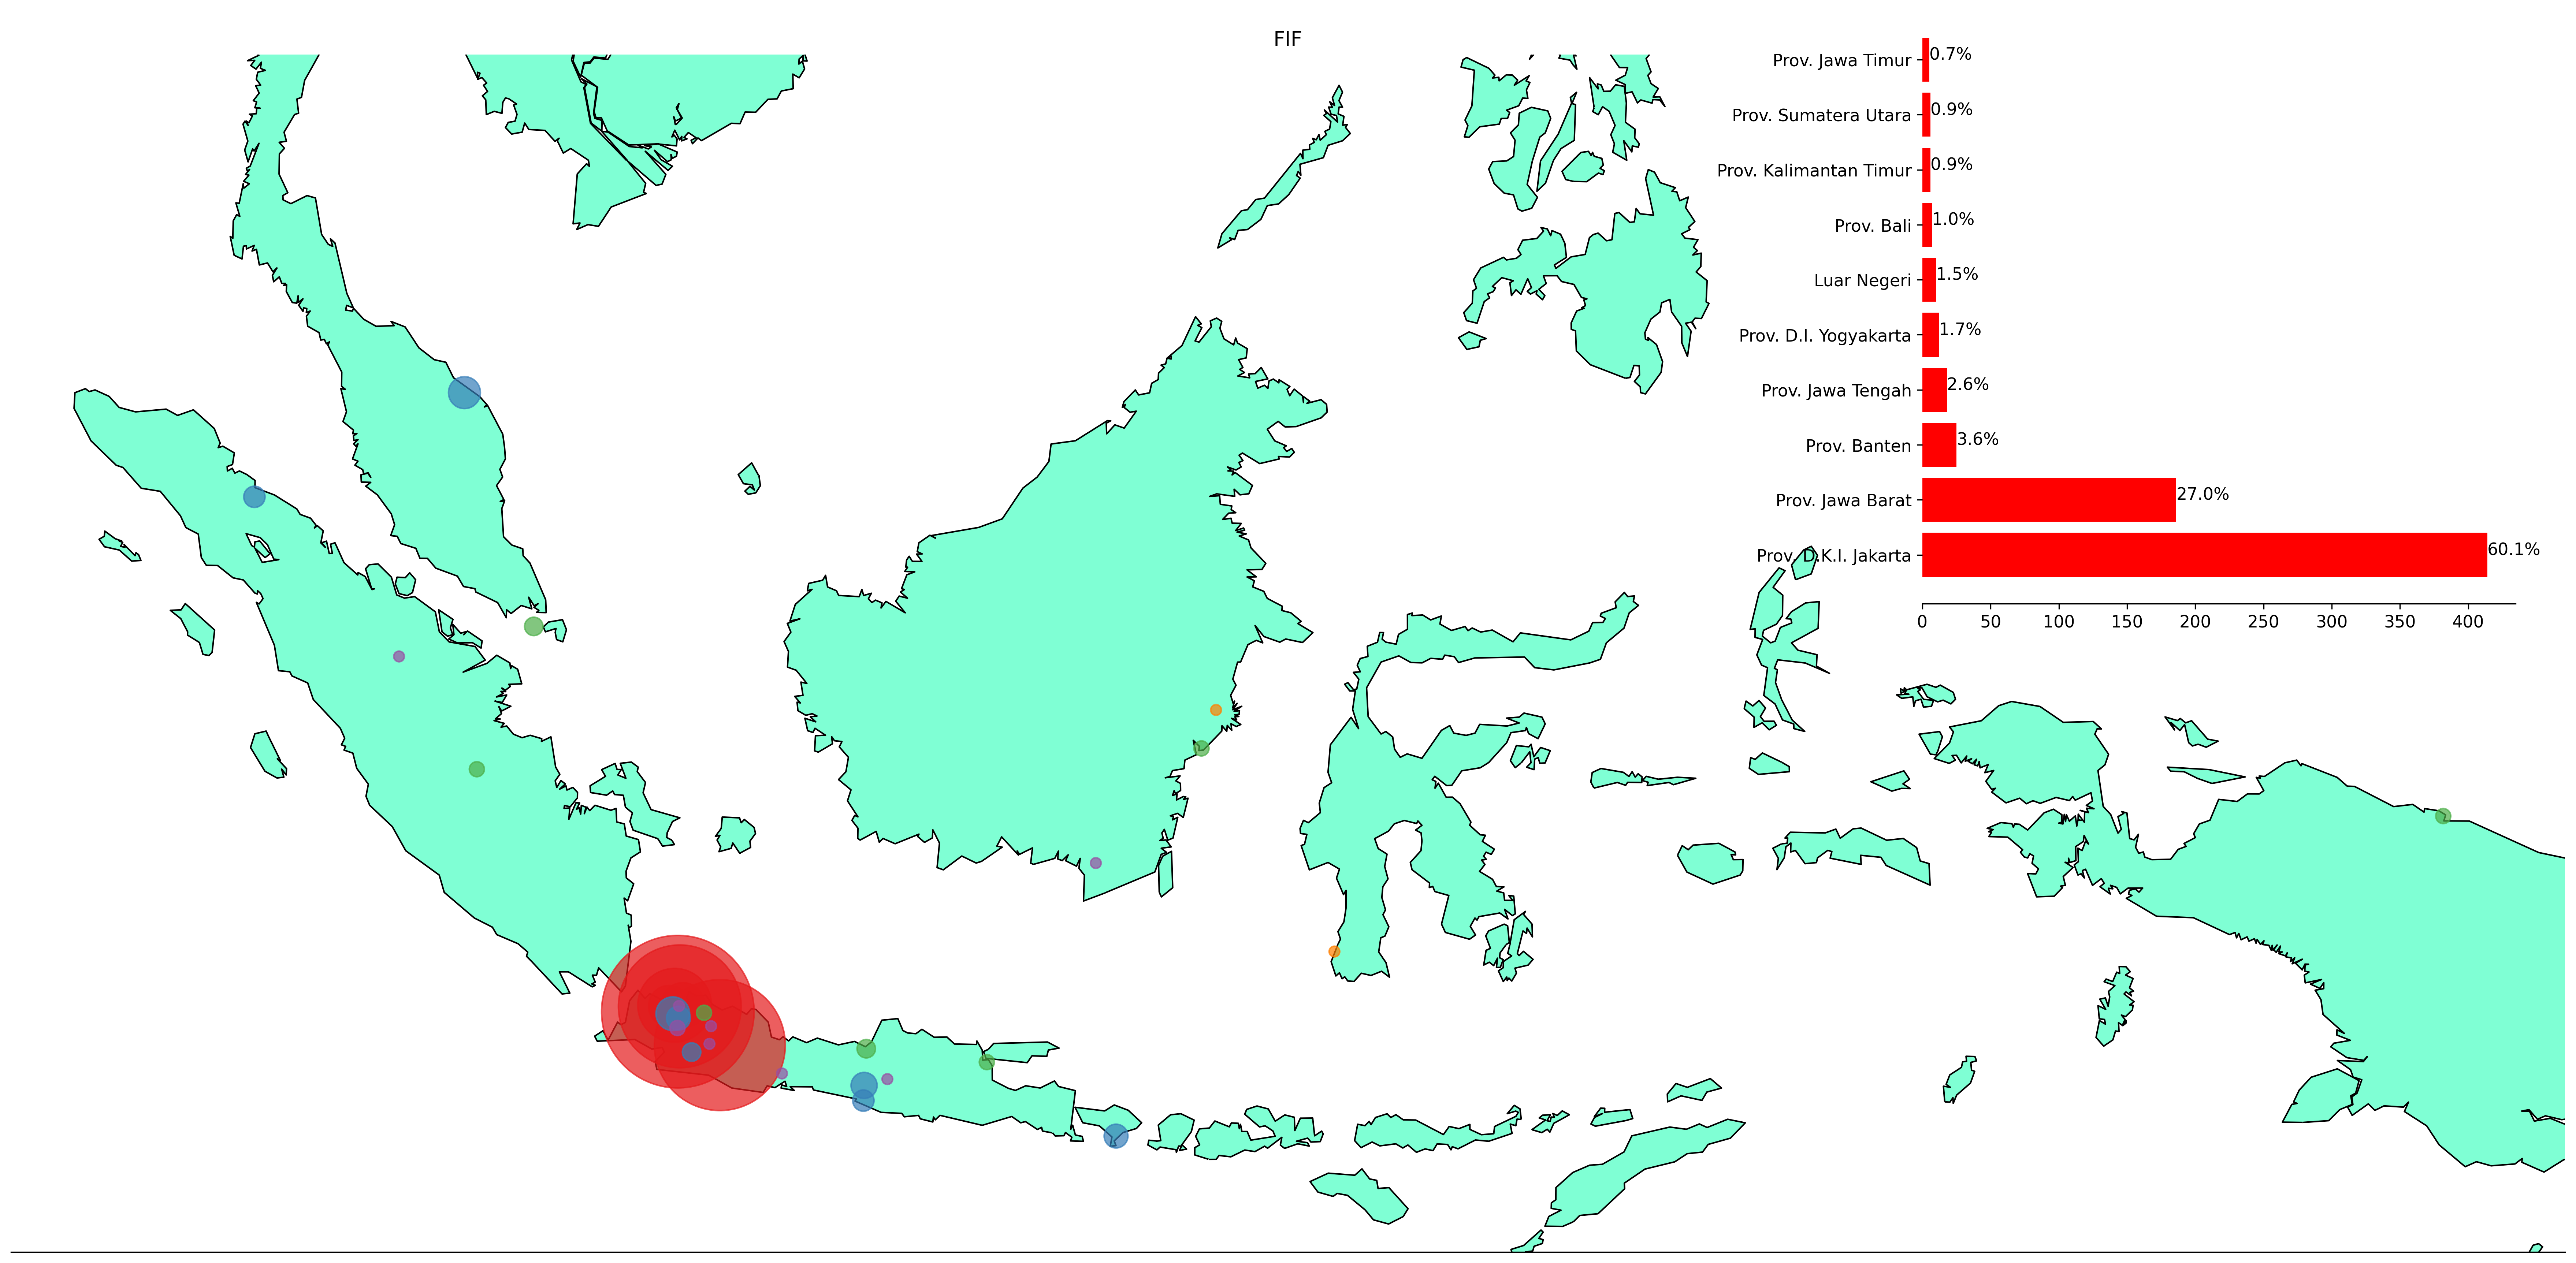 FIF
Prov. Jawa Timur 0.7%
Prov. Sumatera Utara 0.9%
Prov. Kalimantan Timur 0.9%
Prov. Bali 1.0%
Luar Negeri 1.5%
Prov. D.I. Yogyakarta 1.7%
Prov. Jawa Tengah 2.6%
Prov. Banten 3.6%
Prov. Jawa Barat 27.0%
Prov. D.K.I. Jakarta 60.1%
0 50 100 150 200 250 300 350 400